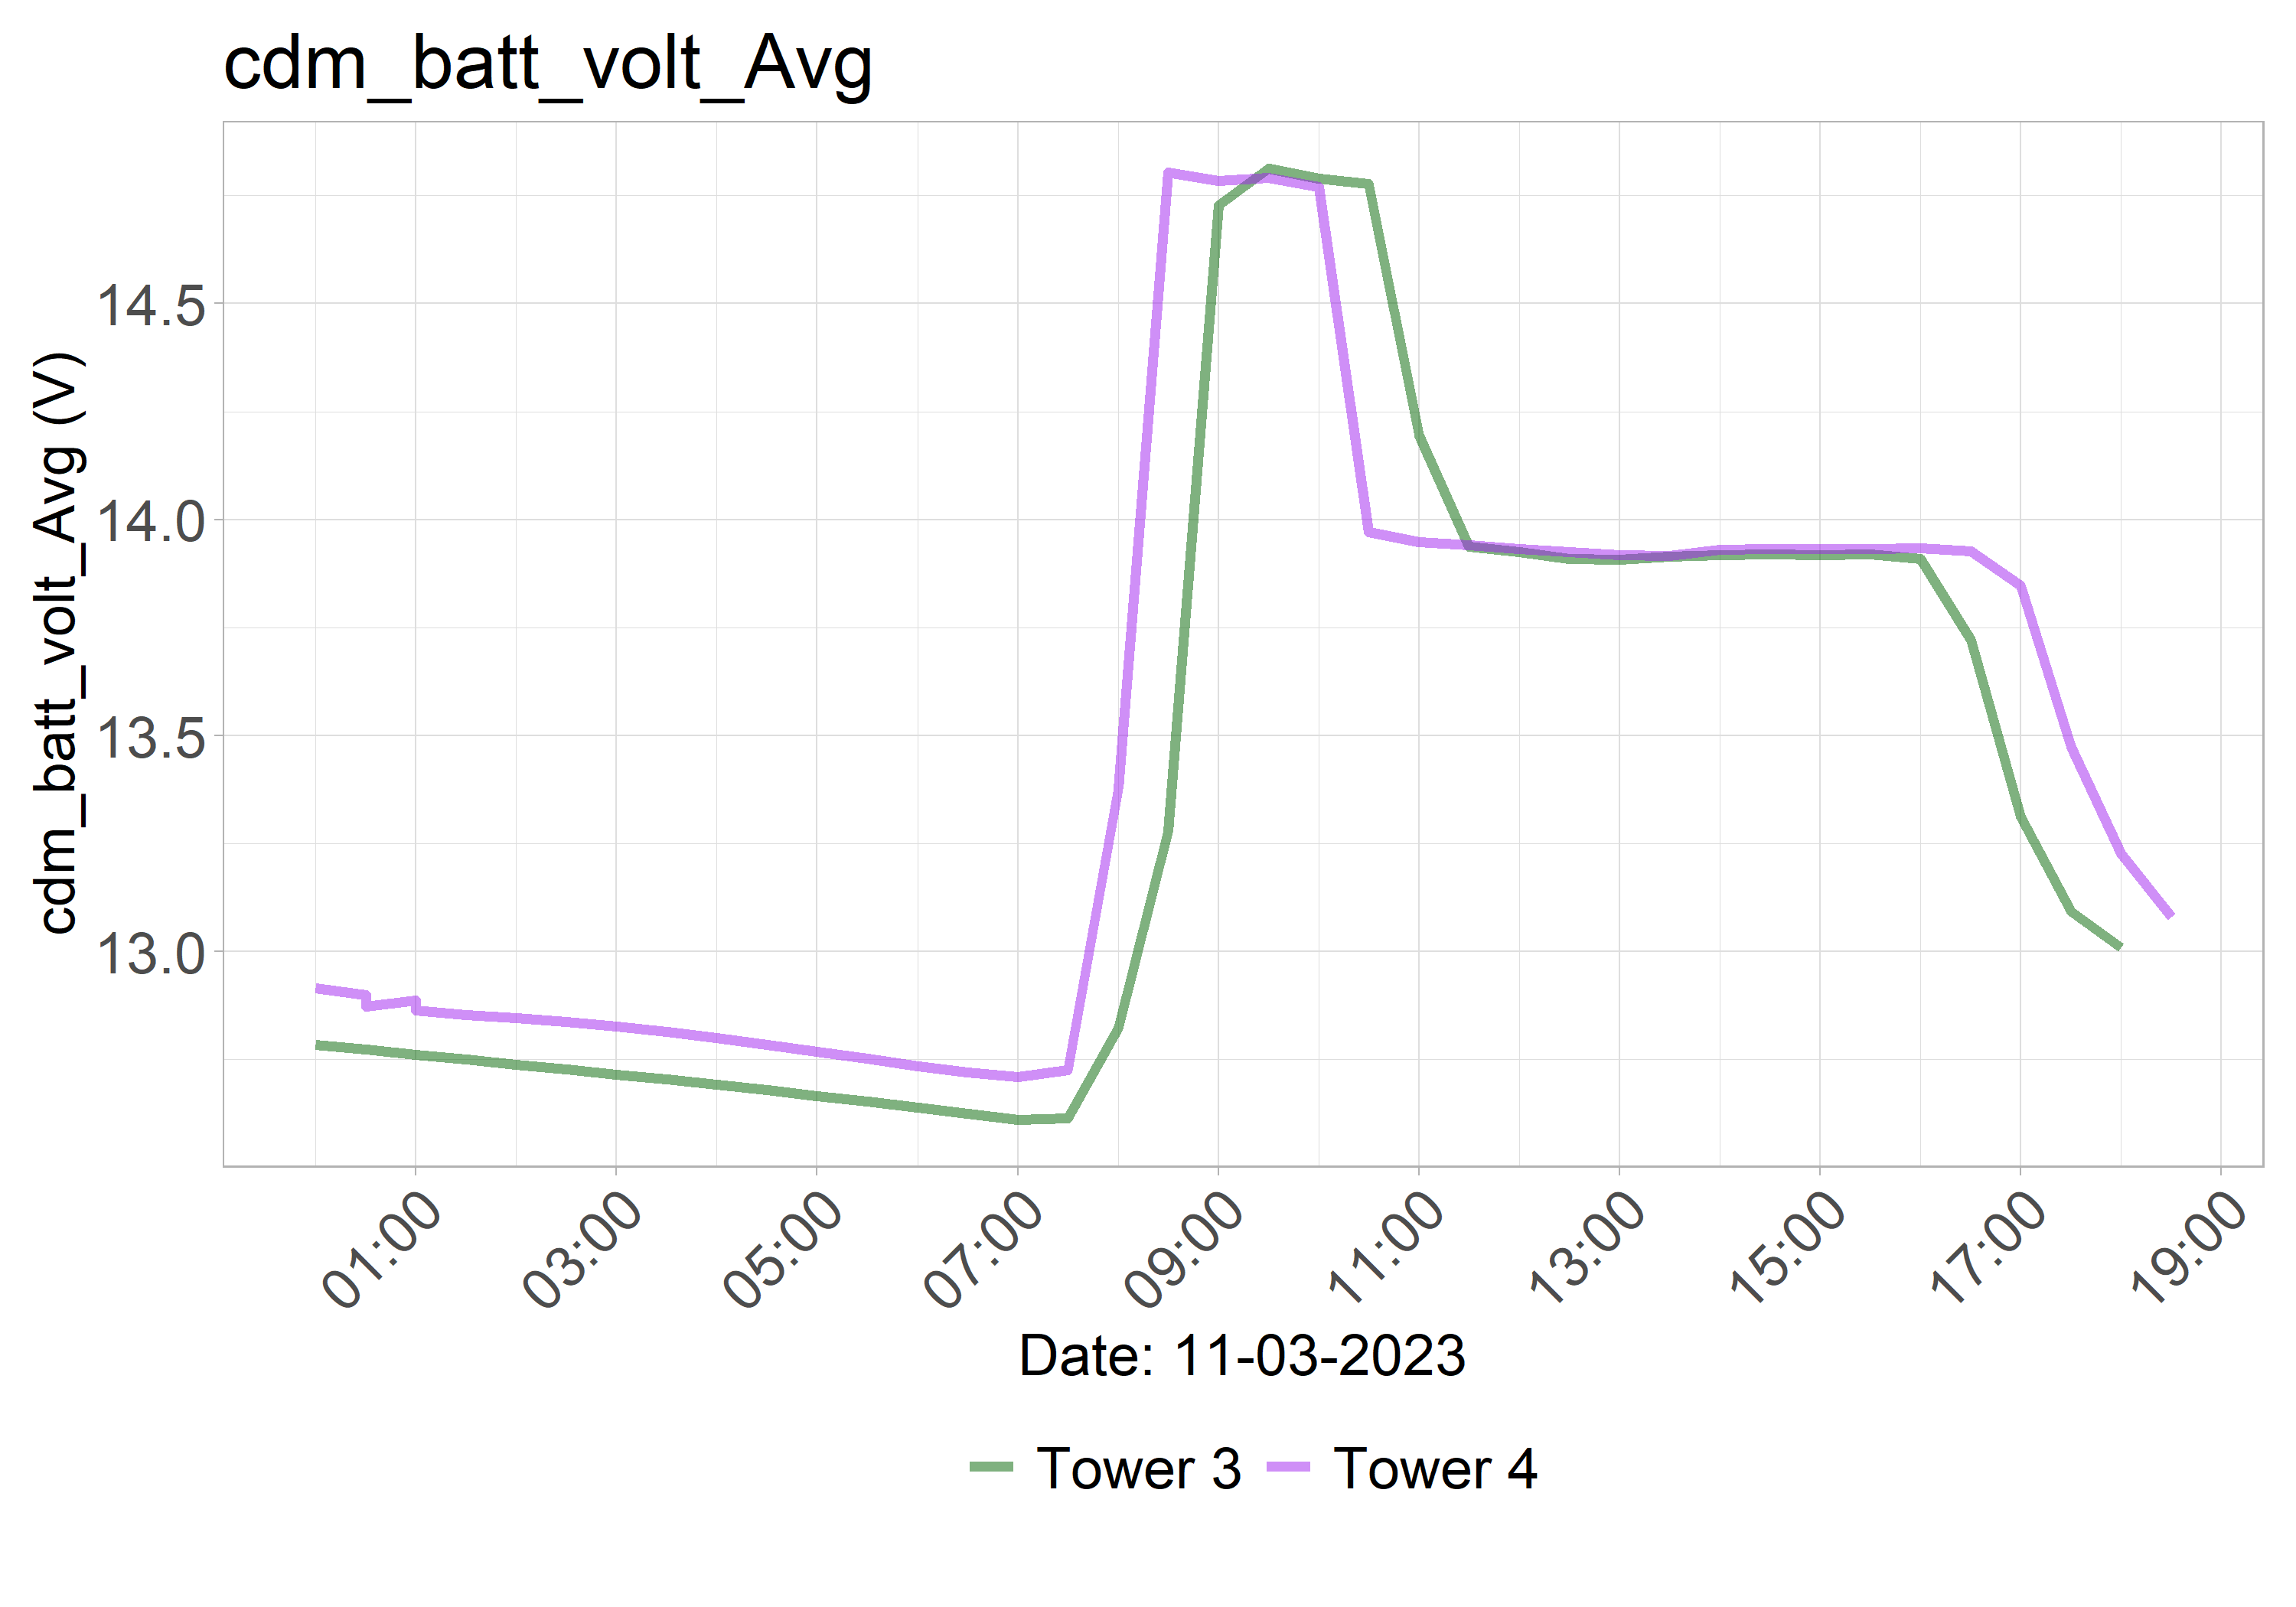 cdm_batt_volt_Avg
cdm_batt_volt_Avg (V)
14.5
14.0
13.5
13.0
01:00
03:00
05:00
07:00
09:00
11:00
13:00
15:00
17:00
19:00
Date: 11-03-2023
Tower 3
Tower 4